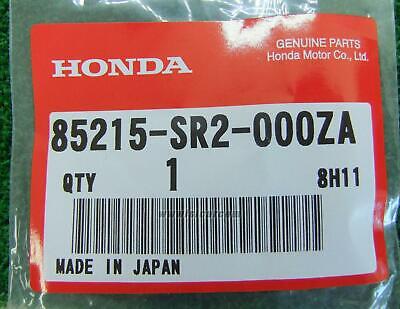 GENUINE PARTS
HONDA
Honda Motor Co., Ltd.
85215-SR2-000ZA
QTY 1 8H11
MADE IN JAPAN